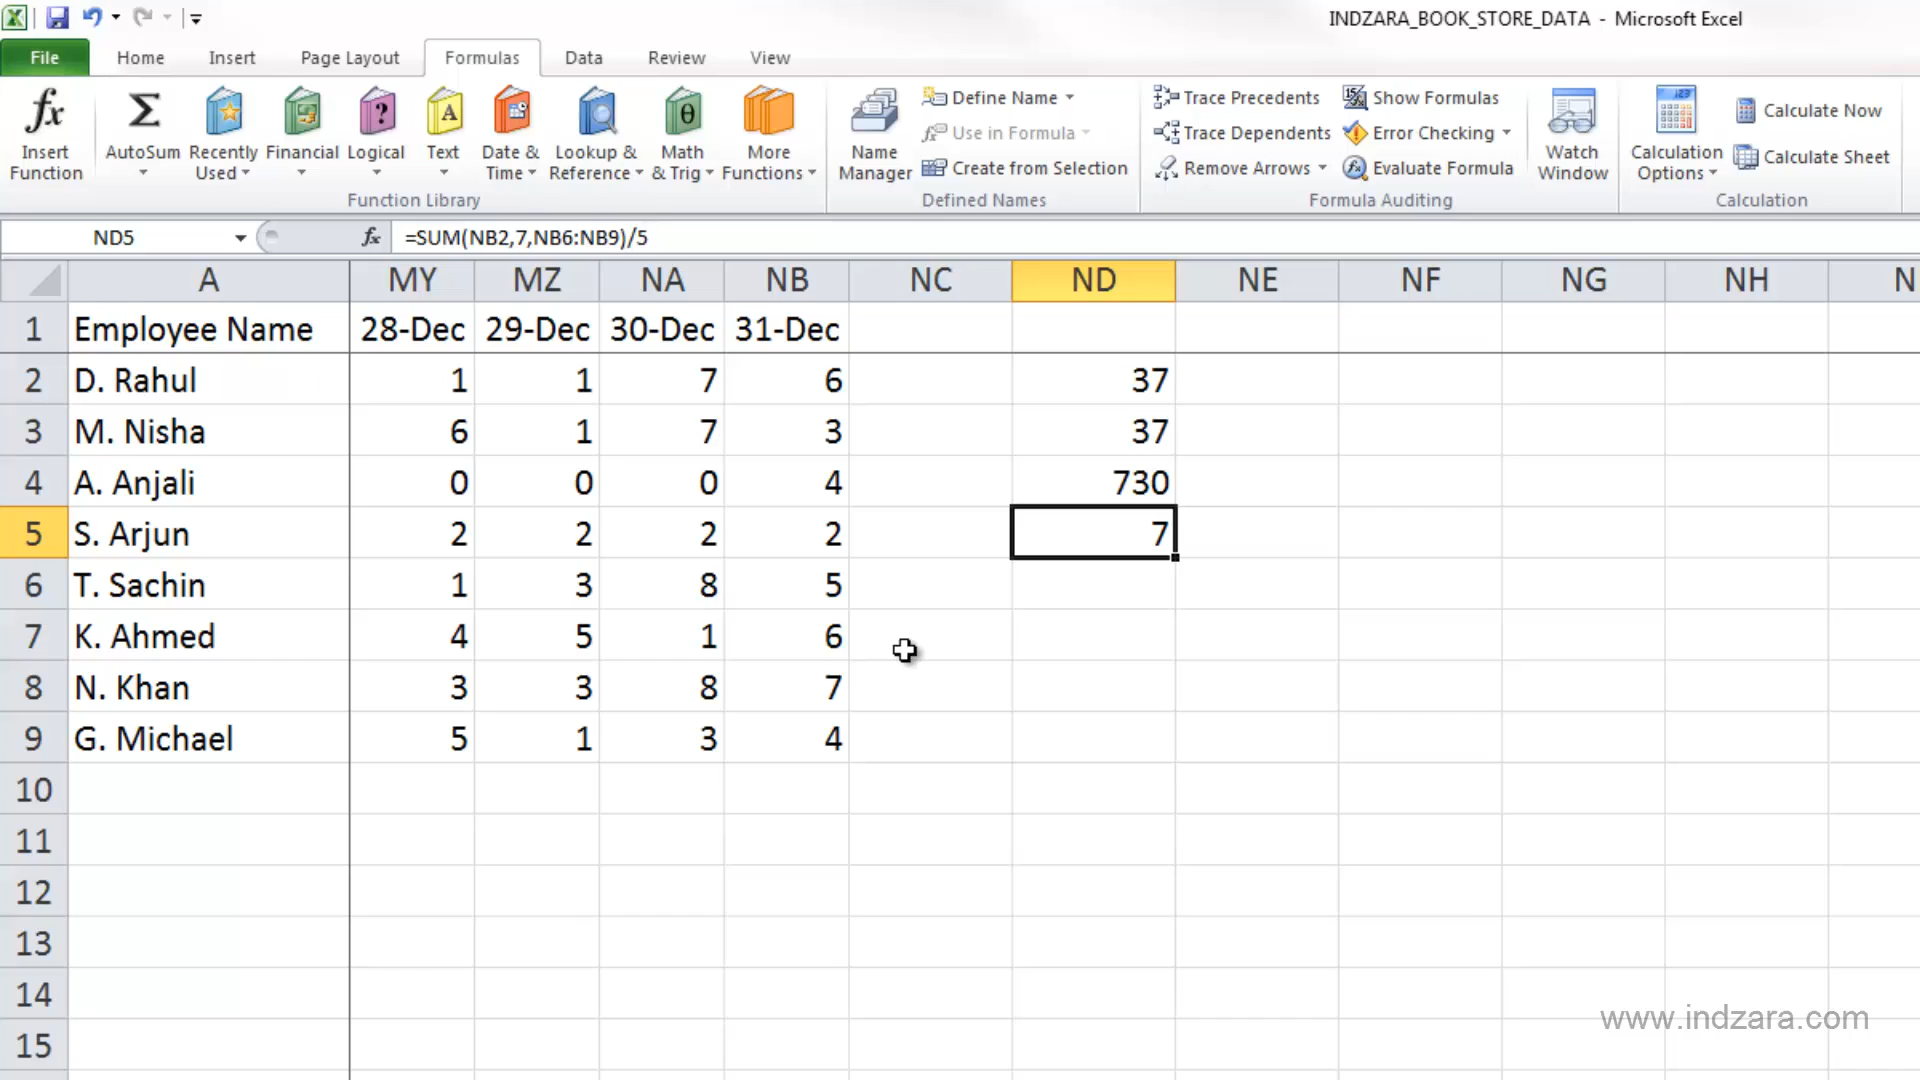 INDZARA_BOOK_STORE_DATA - Microsoft Excel
File Home Insert Page Layout Formulas Data Review View
fx Insert Function
Σ AutoSum
Recently Used
Financial
? Logical
A Text
Date & Time
Lookup & Reference
θ Math & Trig
More Functions
Function Library
Name Manager
Define Name
Use in Formula
Create from Selection
Defined Names
Trace Precedents
Trace Dependents
Remove Arrows
Show Formulas
Error Checking
Evaluate Formula
Formula Auditing
Watch Window
Calculation Options
Calculate Now
Calculate Sheet
Calculation
ND5 fx =SUM(NB2,7,NB6:NB9)/5
A MY MZ NA NB NC ND NE NF NG NH N
1 Employee Name 28-Dec 29-Dec 30-Dec 31-Dec
2 D. Rahul 1 1 7 6 37
3 M. Nisha 6 1 7 3 37
4 A. Anjali 0 0 0 4 730
5 S. Arjun 2 2 2 2 7
6 T. Sachin 1 3 8 5
7 K. Ahmed 4 5 1 6
8 N. Khan 3 3 8 7
9 G. Michael 5 1 3 4
10
11
12
13
14
15
www.indzara.com